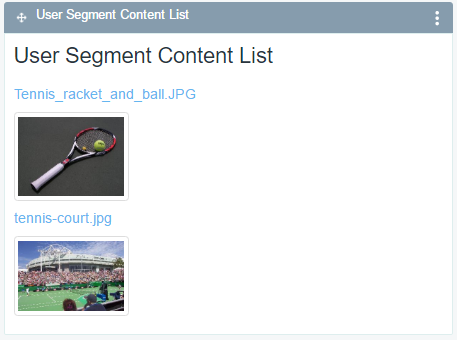 User Segment Content List
User Segment Content List
Tennis_racket_and_ball.JPG
tennis-court.jpg